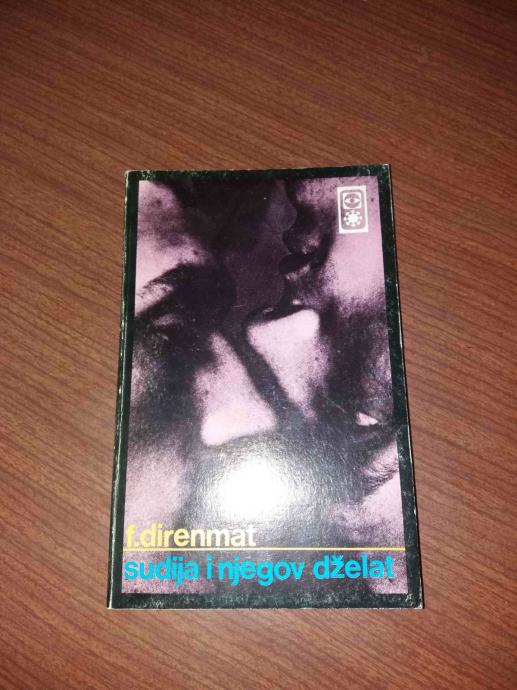 f.direnmat
sudija i njegov dželat